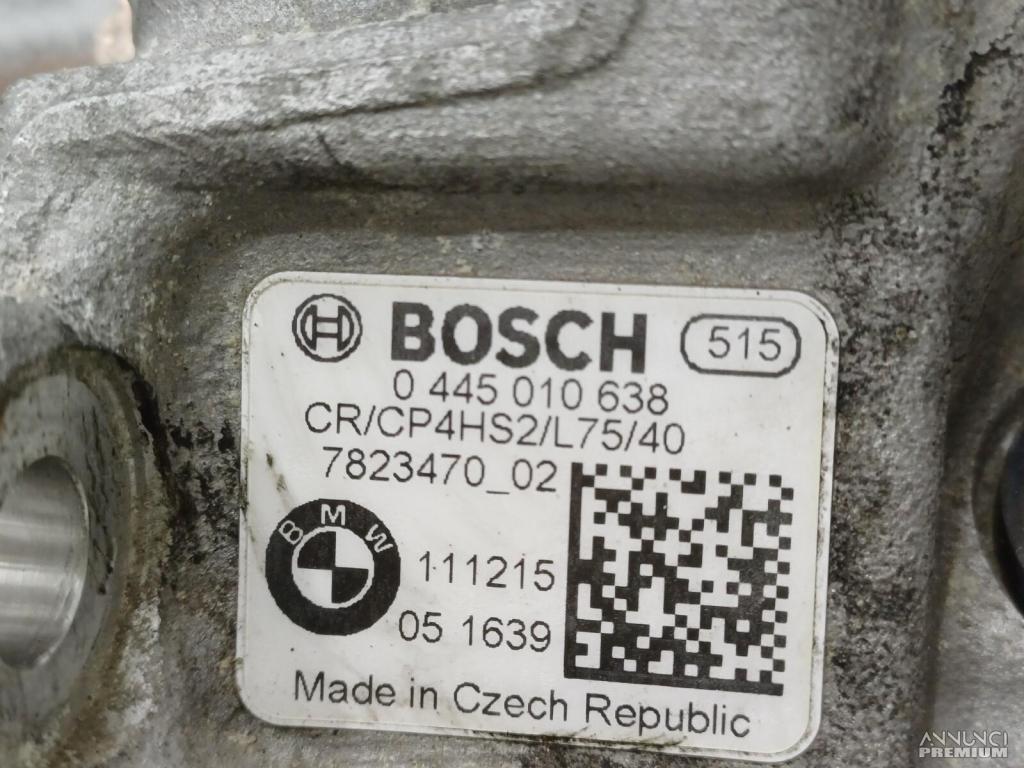 BOSCH 515
0 445 010 638
CR/CP4HS2/L75/40
7823470_02
BMW
111215
05 1639
Made in Czech Republic
ANNUNCI
PREMIUM